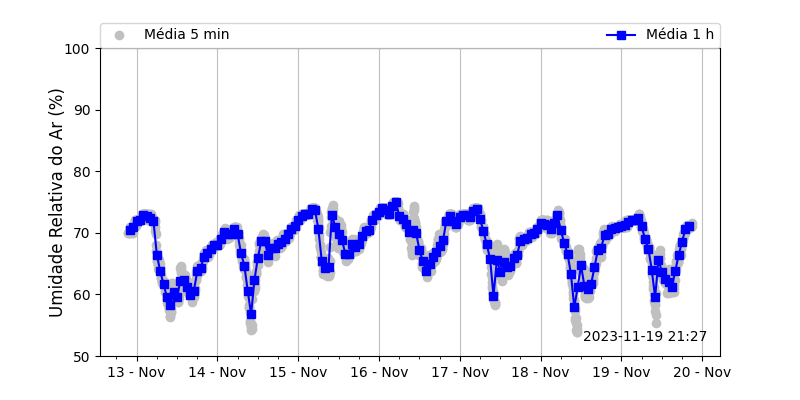 Média 5 min
Média 1 h
Umidade Relativa do Ar (%)
100
90
80
70
60
50
2023-11-19 21:27
13 - Nov
14 - Nov
15 - Nov
16 - Nov
17 - Nov
18 - Nov
19 - Nov
20 - Nov